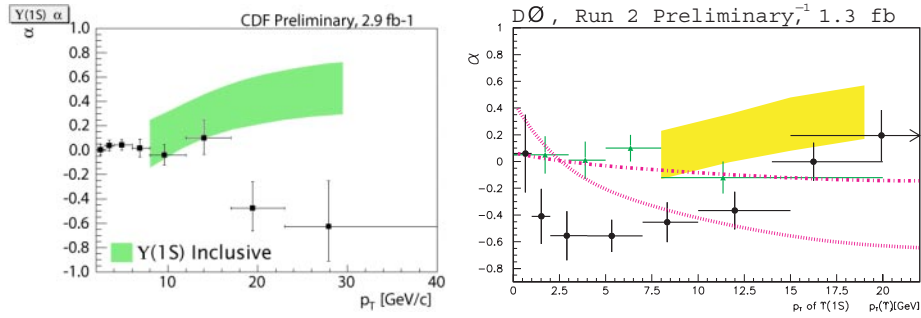 Υ(1S) α
CDF Preliminary, 2.9 fb-1
α
1.0
0.8
0.6
0.4
0.2
0.0
-0.2
-0.4
-0.6
-0.8
-1.0
Υ(1S) Inclusive
0 10 20 30 40
p_T [GeV/c]
DØ, Run 2 Preliminary, 1.3 fb⁻¹
α
1
0.8
0.6
0.4
0.2
0
-0.2
-0.4
-0.6
-0.8
0 2.5 5 7.5 10 12.5 15 17.5 20
p_T of Υ(1S) p_T(Υ)[GeV]